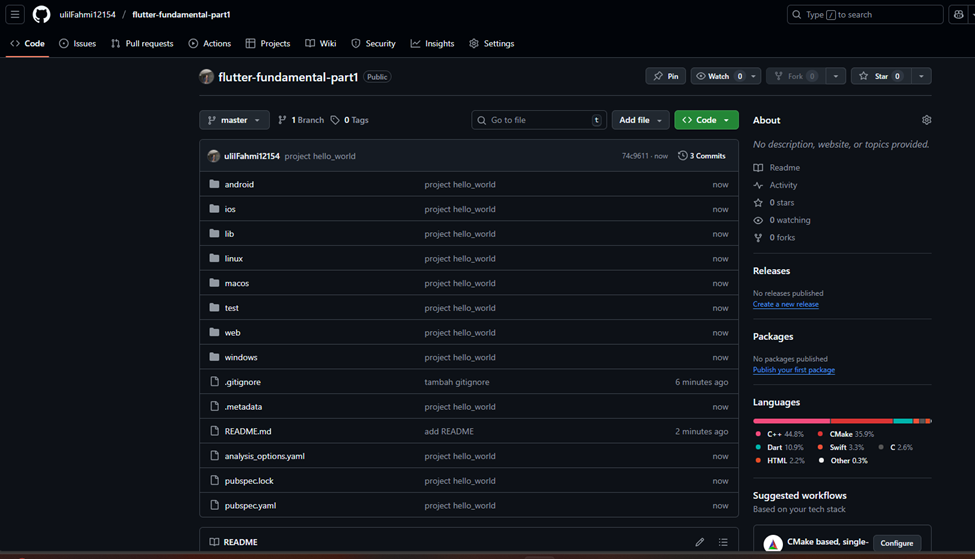 ulilFahmi12154 / flutter-fundamental-part1
Type / to search
Code Issues Pull requests Actions Projects Wiki Security Insights Settings
flutter-fundamental-part1 Public
Pin Watch 0 Fork 0 Star 0
master 1 Branch 0 Tags Go to file t Add file Code
ulilFahmi12154 project hello_world 74c9611 · now 3 Commits
android project hello_world now
ios project hello_world now
lib project hello_world now
linux project hello_world now
macos project hello_world now
test project hello_world now
web project hello_world now
windows project hello_world now
.gitignore tambah gitignore 6 minutes ago
.metadata project hello_world now
README.md add README 2 minutes ago
analysis_options.yaml project hello_world now
pubspec.lock project hello_world now
pubspec.yaml project hello_world now
README
About
No description, website, or topics provided.
Readme
Activity
0 stars
0 watching
0 forks
Releases
No releases published
Create a new release
Packages
No packages published
Publish your first package
Languages
C++ 44.8% CMake 35.9%
Dart 10.9% Swift 3.3% C 2.6%
HTML 2.2% Other 0.3%
Suggested workflows
Based on your tech stack
CMake based, single- Configure